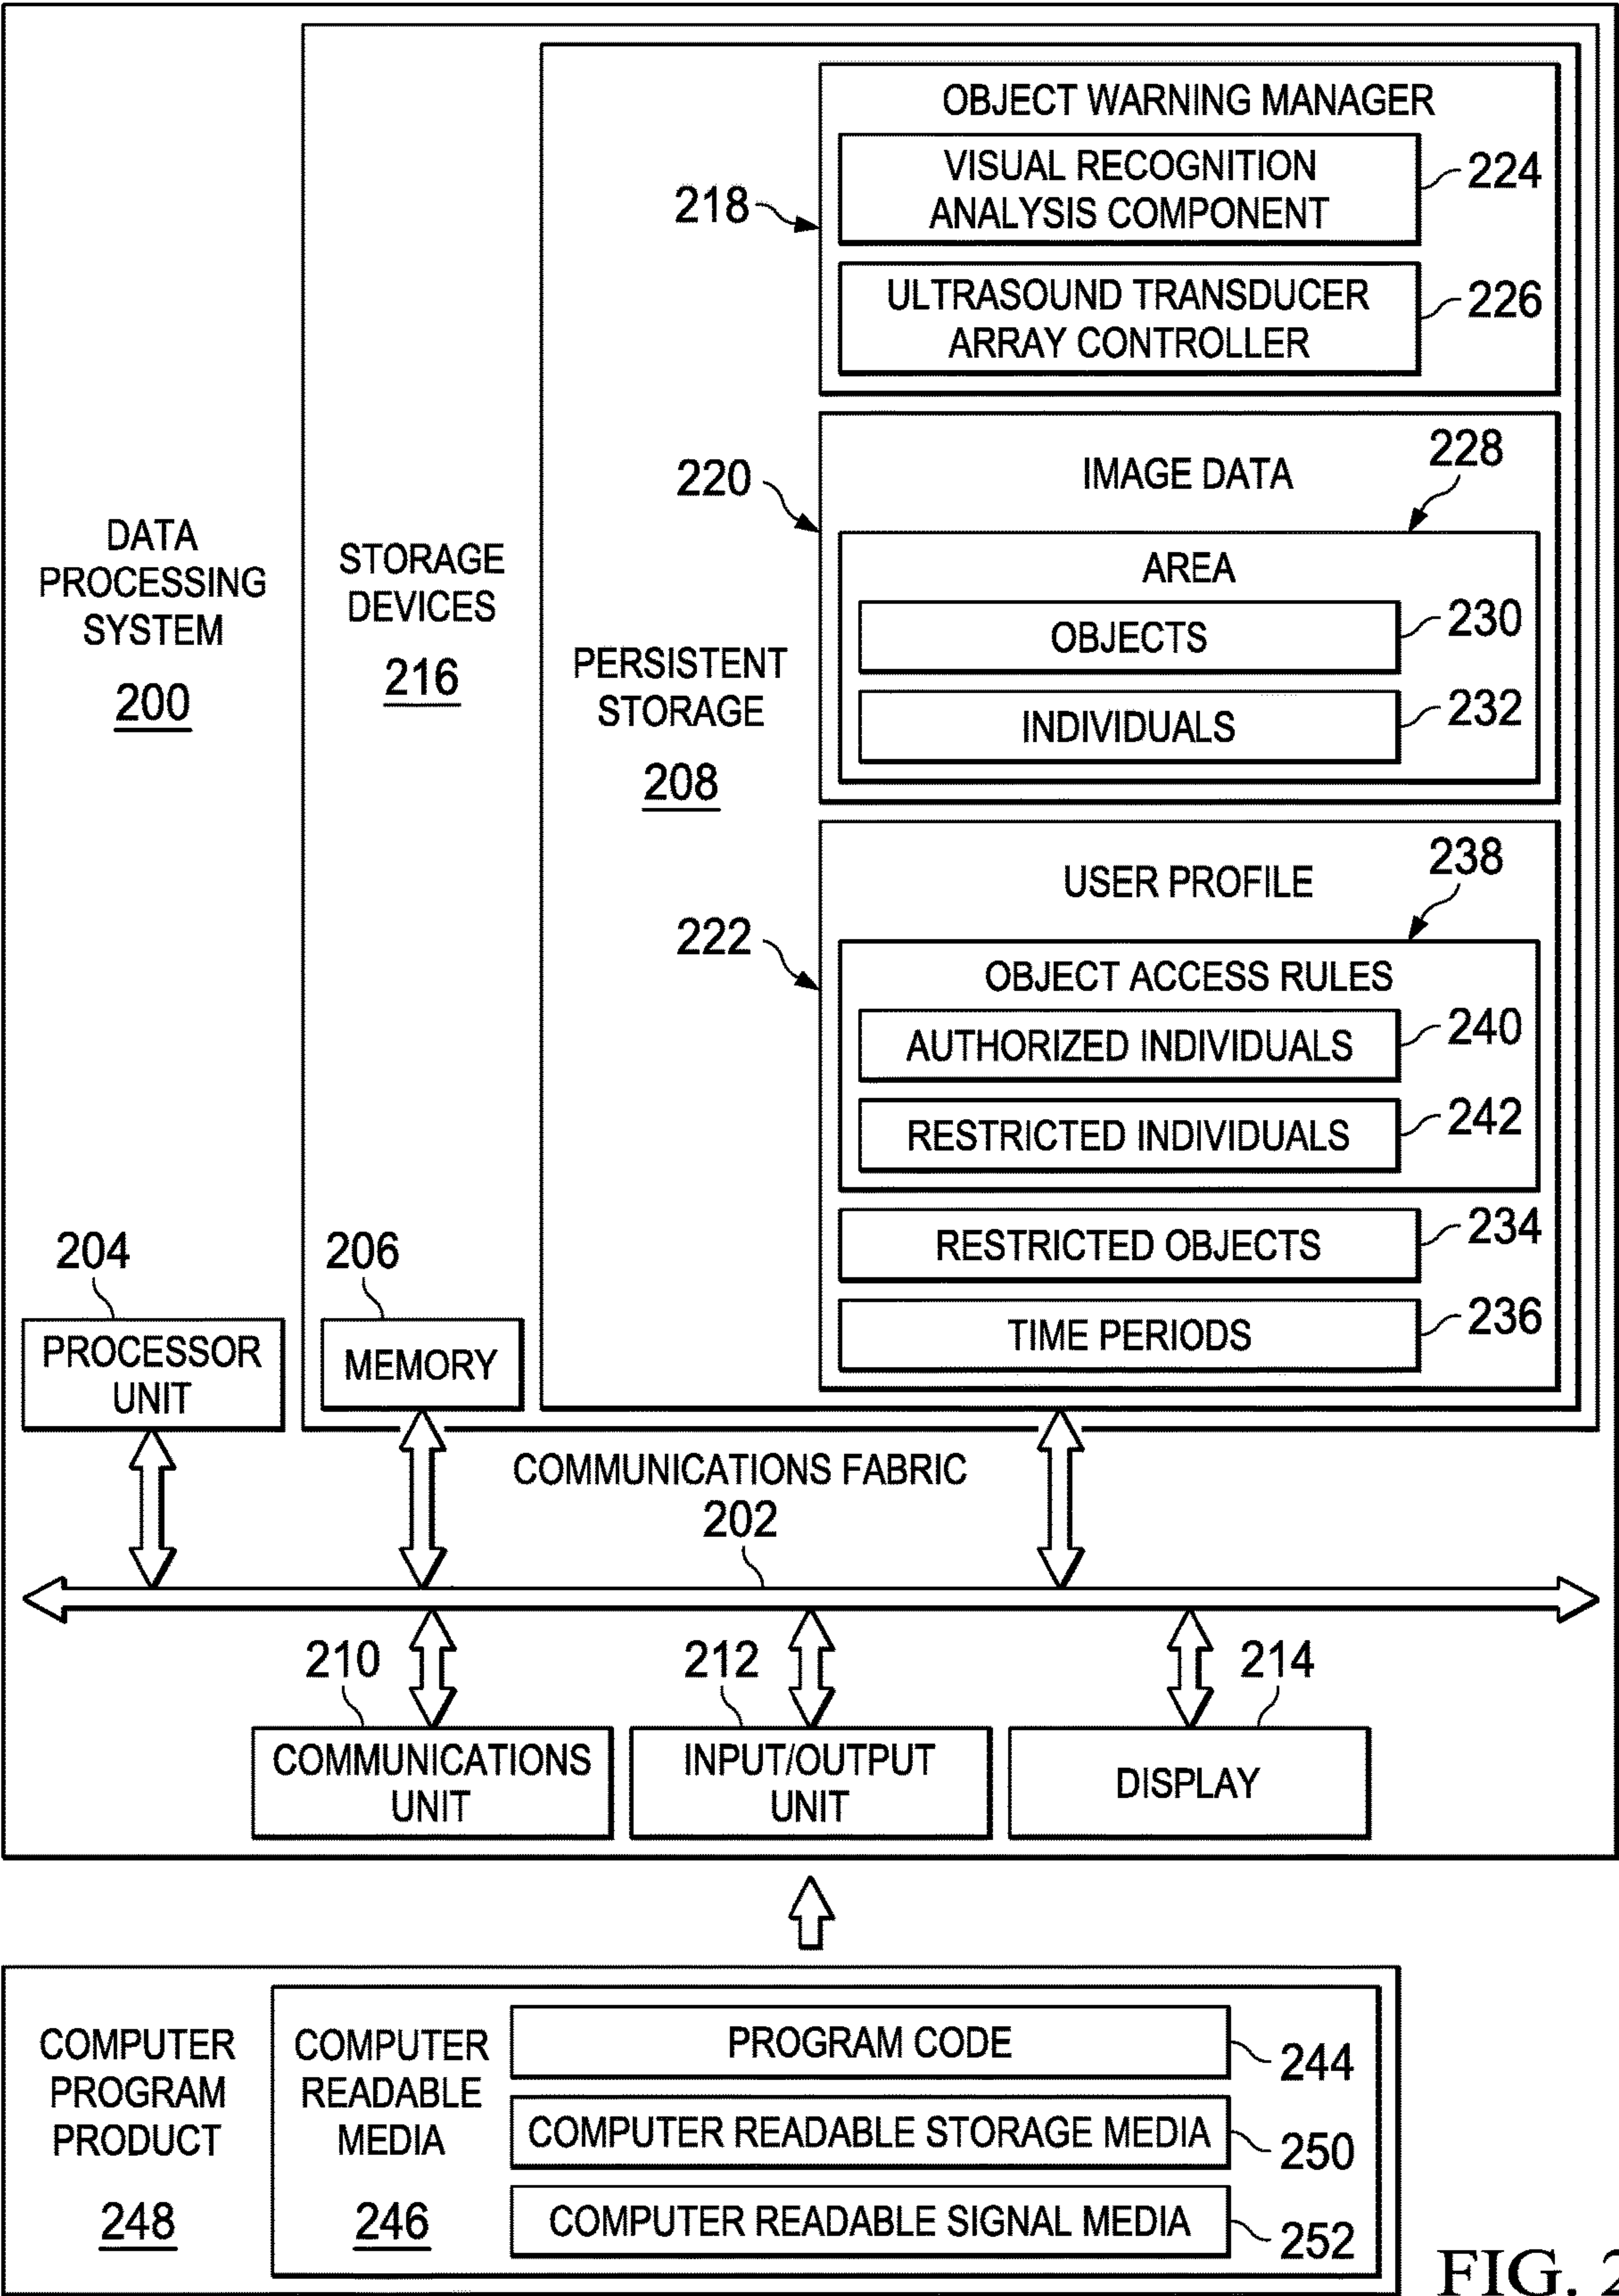 OBJECT WARNING MANAGER
VISUAL RECOGNITION
ANALYSIS COMPONENT
224
218
ULTRASOUND TRANSDUCER
ARRAY CONTROLLER
226
IMAGE DATA
228
220
AREA
OBJECTS
230
INDIVIDUALS
232
DATA
PROCESSING
SYSTEM
200
STORAGE
DEVICES
216
PERSISTENT
STORAGE
208
USER PROFILE
238
222
OBJECT ACCESS RULES
AUTHORIZED INDIVIDUALS
240
RESTRICTED INDIVIDUALS
242
RESTRICTED OBJECTS
234
TIME PERIODS
236
204
PROCESSOR
UNIT
206
MEMORY
COMMUNICATIONS FABRIC
202
210
COMMUNICATIONS
UNIT
212
INPUT/OUTPUT
UNIT
214
DISPLAY
COMPUTER
PROGRAM
PRODUCT
248
COMPUTER
READABLE
MEDIA
246
PROGRAM CODE
244
COMPUTER READABLE STORAGE MEDIA
250
COMPUTER READABLE SIGNAL MEDIA
252
FIG. 2